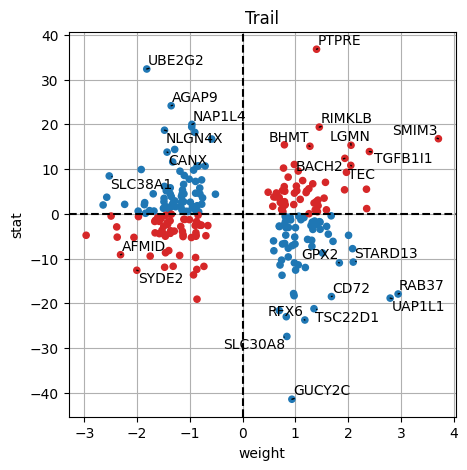 Trail
40
30
20
10
0
−10
−20
−30
−40
stat
PTPRE
UBE2G2
AGAP9
NAP1L4
RIMKLB
SMIM3
NLGN4X
BHMT
LGMN
CANX
TGFB1I1
BACH2
TEC
SLC38A1
AFMID
GPX2
STARD13
SYDE2
CD72
RAB37
RFX6
TSC22D1
UAP1L1
SLC30A8
GUCY2C
−3
−2
−1
0
1
2
3
4
weight